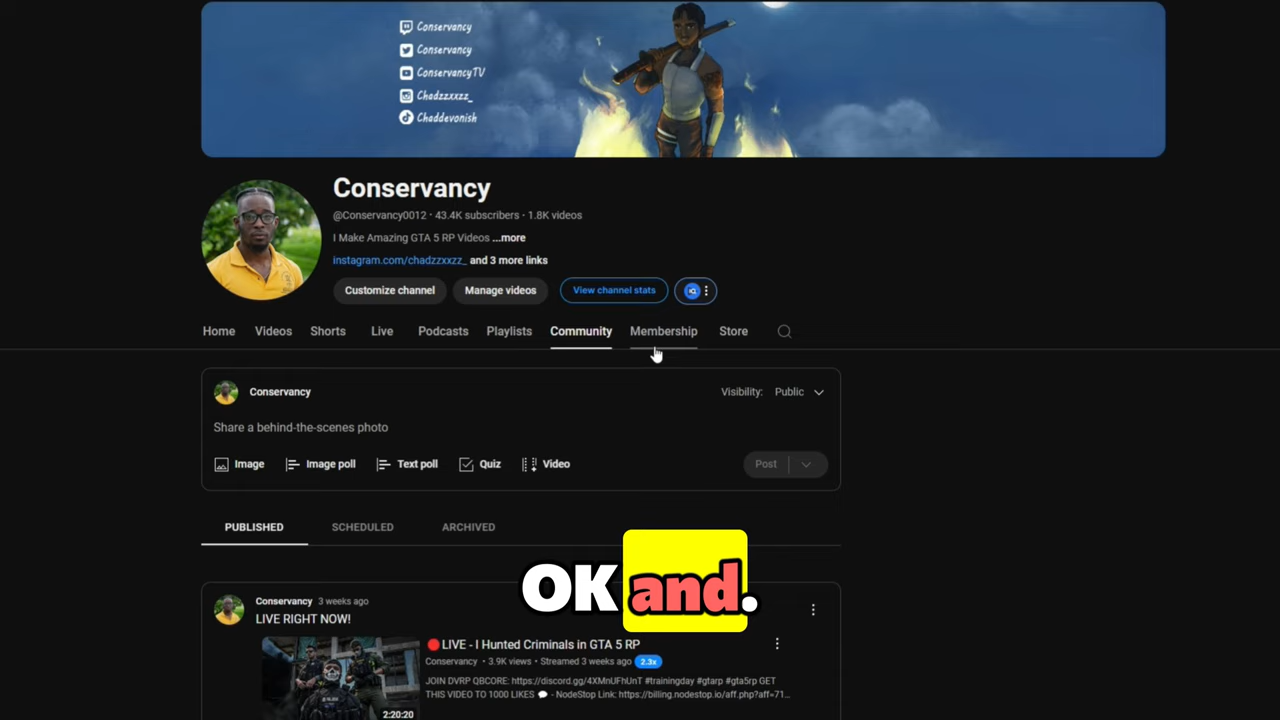 Conservancy
Conservancy
ConservancyTV
Chadzzxxzz_
Chaddevonish
Conservancy
@Conservancy0012 · 43.4K subscribers · 1.8K videos
I Make Amazing GTA 5 RP Videos ...more
instagram.com/chadzzxxzz_ and 3 more links
Customize channel Manage videos View channel stats
Home Videos Shorts Live Podcasts Playlists Community Membership Store
Conservancy Visibility: Public
Share a behind-the-scenes photo
Image Image poll Text poll Quiz Video Post
PUBLISHED SCHEDULED ARCHIVED
OK and.
Conservancy 3 weeks ago
LIVE RIGHT NOW!
🔴LIVE - I Hunted Criminals in GTA 5 RP
Conservancy · 3.9K views · Streamed 3 weeks ago 2.3x
JOIN DVRP QBCORE: https://discord.gg/4XMnUFhUnT #trainingday #gtarp #gta5rp GET
THIS VIDEO TO 1000 LIKES 💬 - NodeStop Link: https://billing.nodestop.io/aff.php?aff=71...
2:20:20